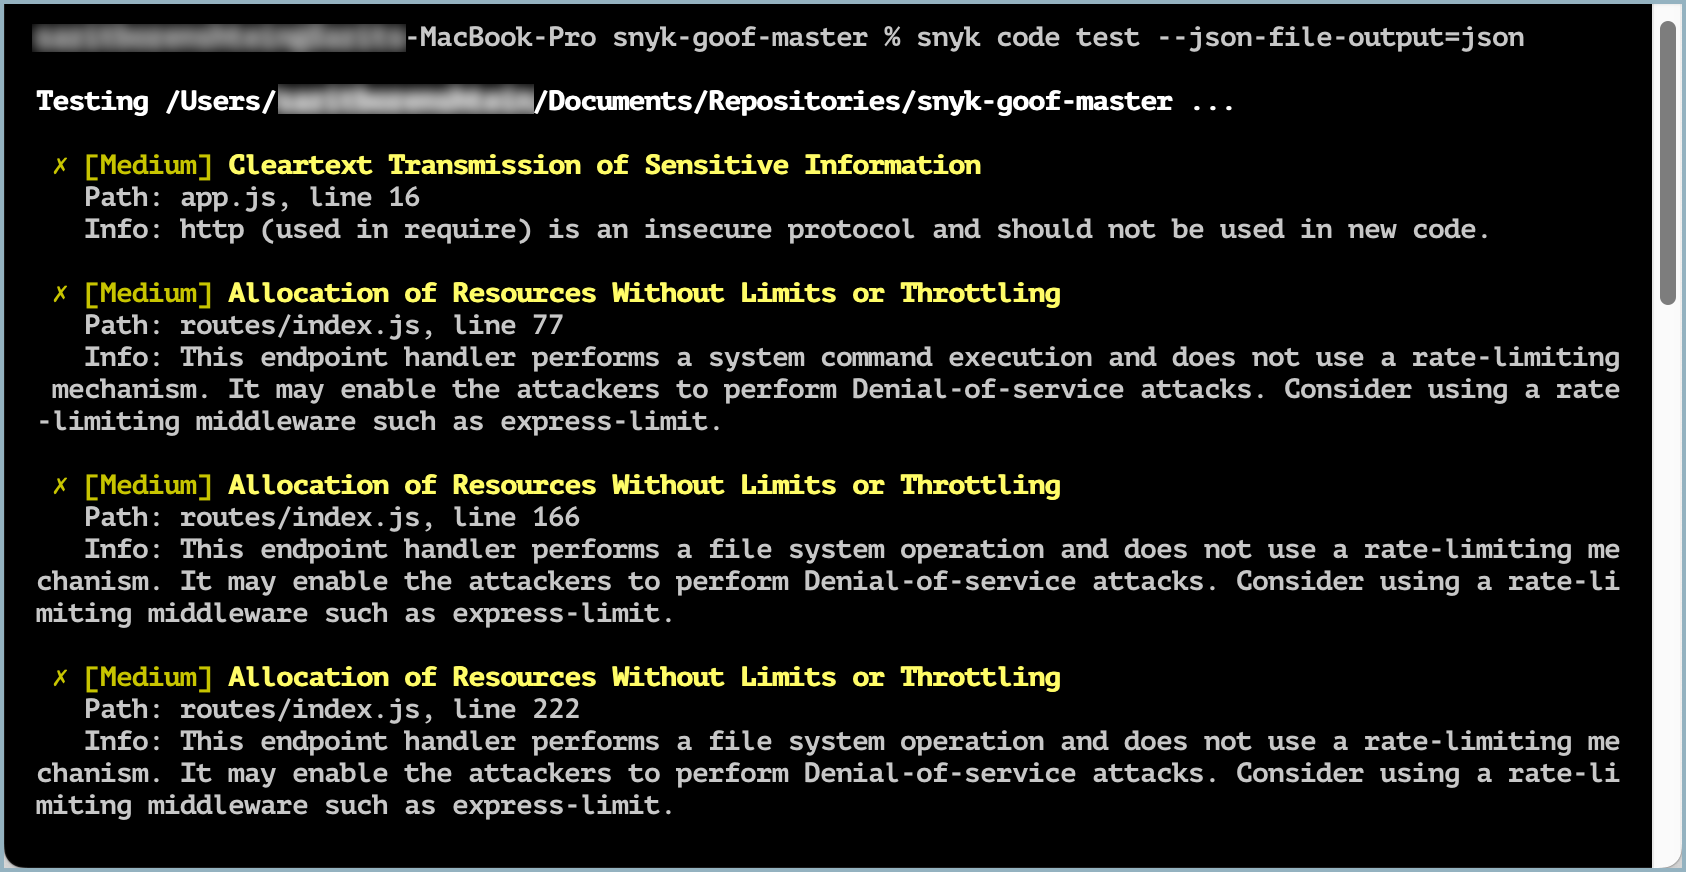 -MacBook-Pro snyk-goof-master % snyk code test --json-file-output=json
Testing /Users/ /Documents/Repositories/snyk-goof-master ...
✗ [Medium] Cleartext Transmission of Sensitive Information
Path: app.js, line 16
Info: http (used in require) is an insecure protocol and should not be used in new code.
✗ [Medium] Allocation of Resources Without Limits or Throttling
Path: routes/index.js, line 77
Info: This endpoint handler performs a system command execution and does not use a rate-limiting
mechanism. It may enable the attackers to perform Denial-of-service attacks. Consider using a rate
-limiting middleware such as express-limit.
✗ [Medium] Allocation of Resources Without Limits or Throttling
Path: routes/index.js, line 166
Info: This endpoint handler performs a file system operation and does not use a rate-limiting me
chanism. It may enable the attackers to perform Denial-of-service attacks. Consider using a rate-li
miting middleware such as express-limit.
✗ [Medium] Allocation of Resources Without Limits or Throttling
Path: routes/index.js, line 222
Info: This endpoint handler performs a file system operation and does not use a rate-limiting me
chanism. It may enable the attackers to perform Denial-of-service attacks. Consider using a rate-li
miting middleware such as express-limit.